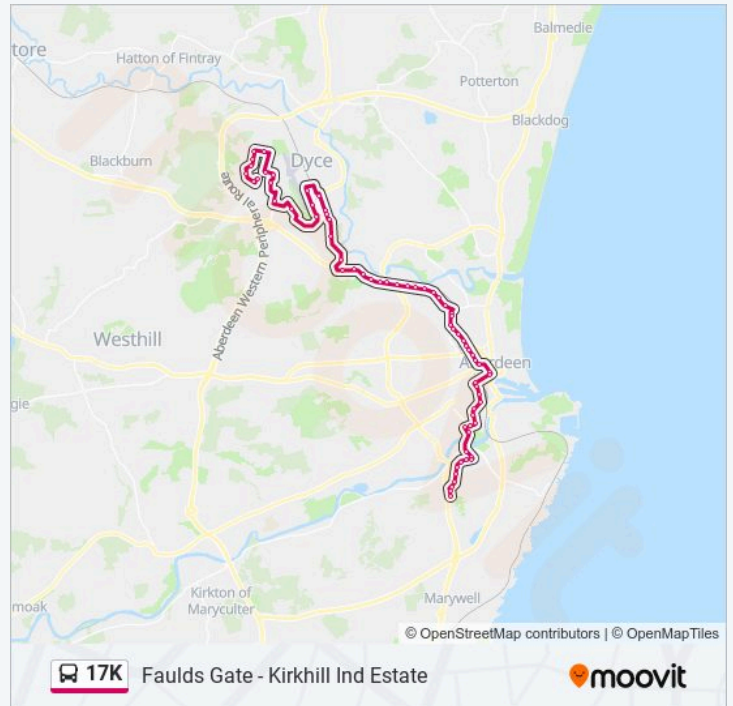 Balmedie
tore
Hatton of Fintray
Potterton
Blackdog
Blackburn
Dyce
Aberdeen Western Peripheral Route
Westhill
Aberdeen
gie
Kirkton of
Maryculter
moak
Marywell
© OpenStreetMap contributors | © OpenMapTiles
17K Faulds Gate - Kirkhill Ind Estate
moovit